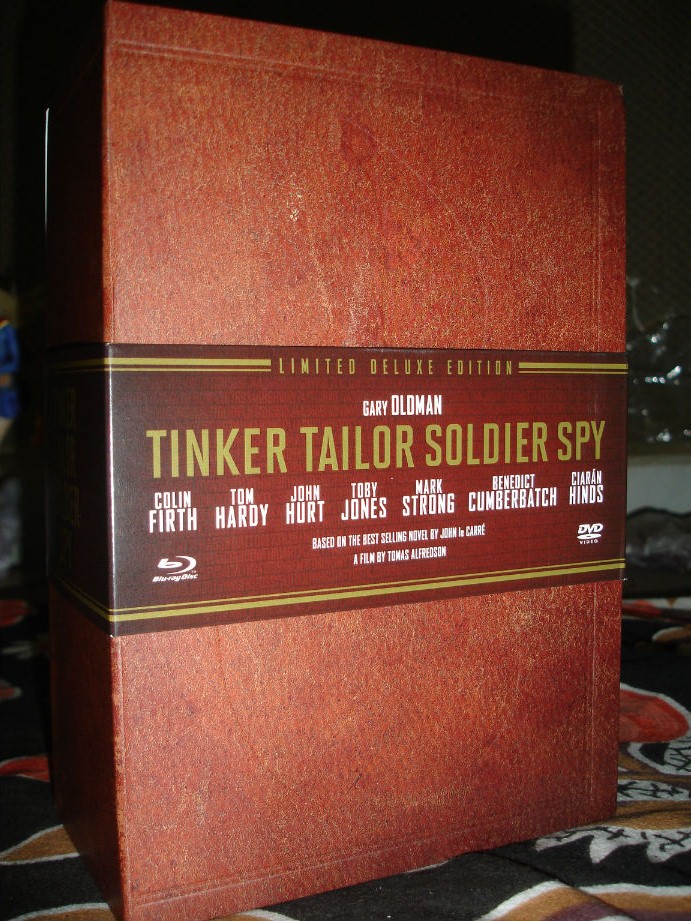 LIMITED DELUXE EDITION
GARY OLDMAN
TINKER TAILOR SOLDIER SPY
COLIN FIRTH TOM HARDY JOHN HURT TOBY JONES MARK STRONG BENEDICT CUMBERBATCH CIARÁN HINDS
BASED ON THE BEST SELLING NOVEL BY JOHN le CARRÉ
A FILM BY TOMAS ALFREDSON
Blu-ray Disc
DVD
VIDEO